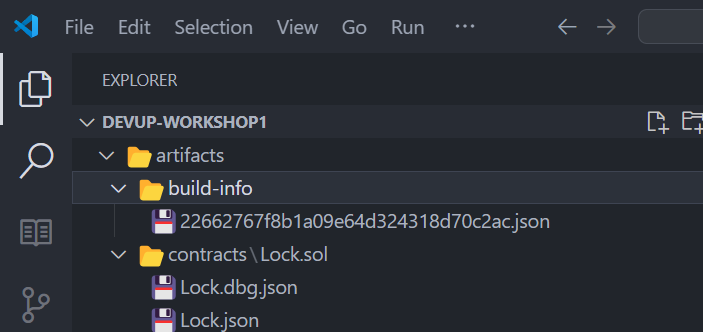 File Edit Selection View Go Run ...
EXPLORER
DEVUP-WORKSHOP1
artifacts
build-info
22662767f8b1a09e64d324318d70c2ac.json
contracts\Lock.sol
Lock.dbg.json
Lock.json